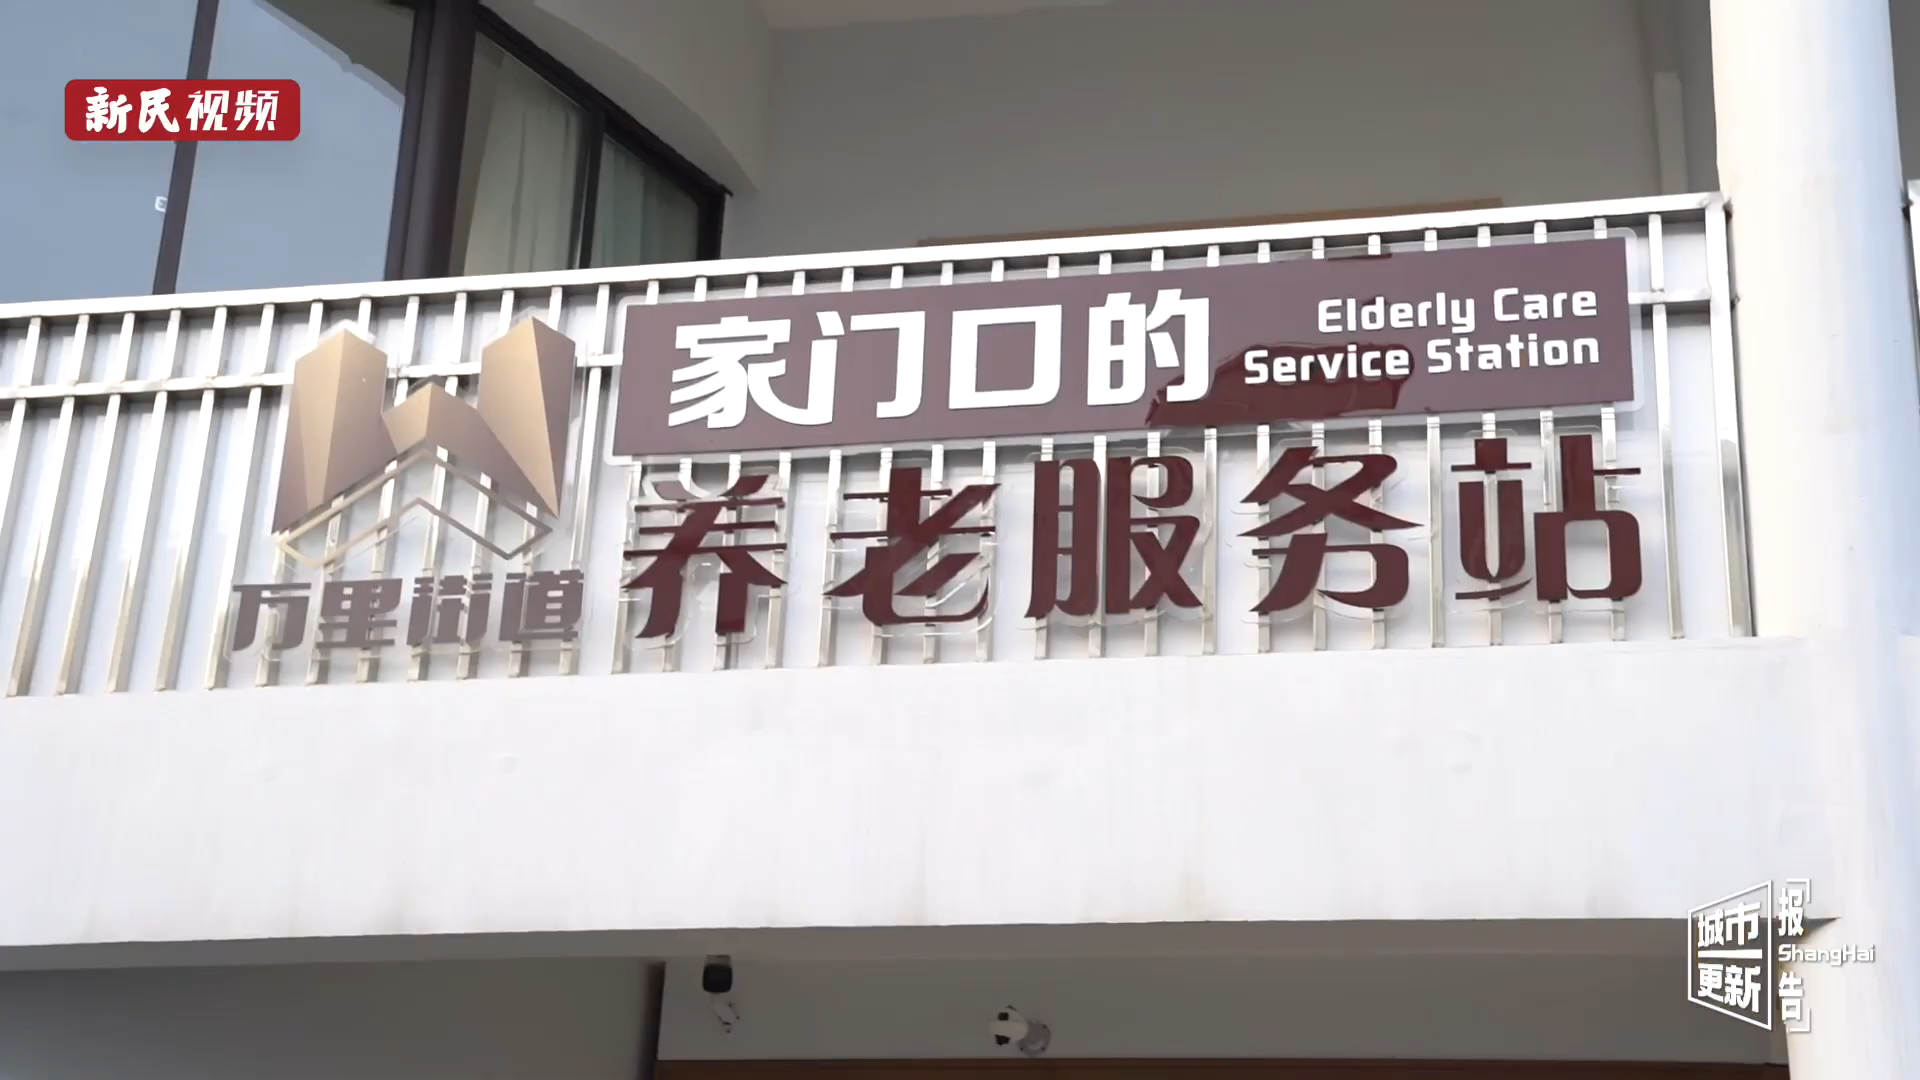 新民视频
家门口的
Elderly Care
Service Station
养老服务站
万里街道
城市
更新
报告
ShangHai